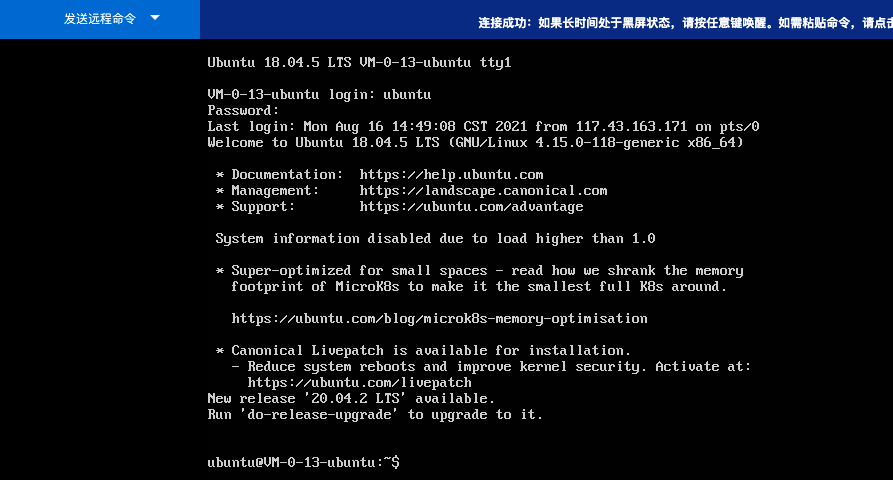 发送远程命令
连接成功：如果长时间处于黑屏状态，请按任意键唤醒。如需粘贴命令，请点击
Ubuntu 18.04.5 LTS VM-0-13-ubuntu tty1
VM-0-13-ubuntu login: ubuntu
Password:
Last login: Mon Aug 16 14:49:08 CST 2021 from 117.43.163.171 on pts/0
Welcome to Ubuntu 18.04.5 LTS (GNU/Linux 4.15.0-118-generic x86_64)
* Documentation:  https://help.ubuntu.com
* Management:     https://landscape.canonical.com
* Support:        https://ubuntu.com/advantage
System information disabled due to load higher than 1.0
* Super-optimized for small spaces - read how we shrank the memory
footprint of MicroK8s to make it the smallest full K8s around.
https://ubuntu.com/blog/microk8s-memory-optimisation
* Canonical Livepatch is available for installation.
- Reduce system reboots and improve kernel security. Activate at:
https://ubuntu.com/livepatch
New release '20.04.2 LTS' available.
Run 'do-release-upgrade' to upgrade to it.
ubuntu@VM-0-13-ubuntu:~$